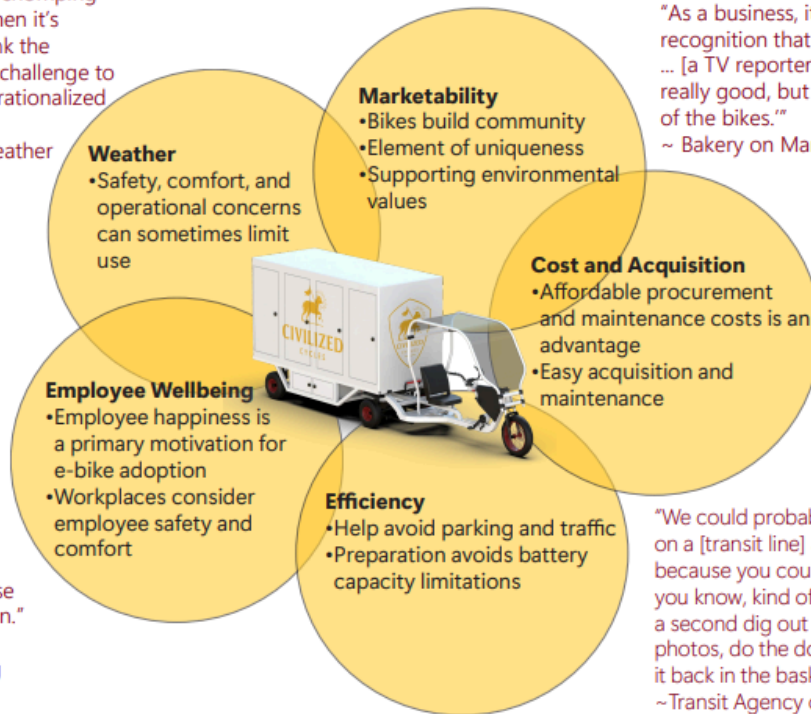 hen it's
nk the
challenge to
rationalized
eather
Weather
•Safety, comfort, and
operational concerns
can sometimes limit
use
Marketability
•Bikes build community
•Element of uniqueness
•Supporting environmental
values
"As a business, it
recognition that
... [a TV reporter
really good, but
of the bikes.'"
~ Bakery on Ma
Cost and Acquisition
•Affordable procurement
and maintenance costs is an
advantage
•Easy acquisition and
maintenance
CIVILIZED
CYCLES
Employee Wellbeing
•Employee happiness is
a primary motivation for
e-bike adoption
•Workplaces consider
employee safety and
comfort
Efficiency
•Help avoid parking and traffic
•Preparation avoids battery
capacity limitations
se
n."
"We could probab
on a [transit line]
because you cou
you know, kind of
a second dig out
photos, do the do
it back in the bask
~Transit Agency